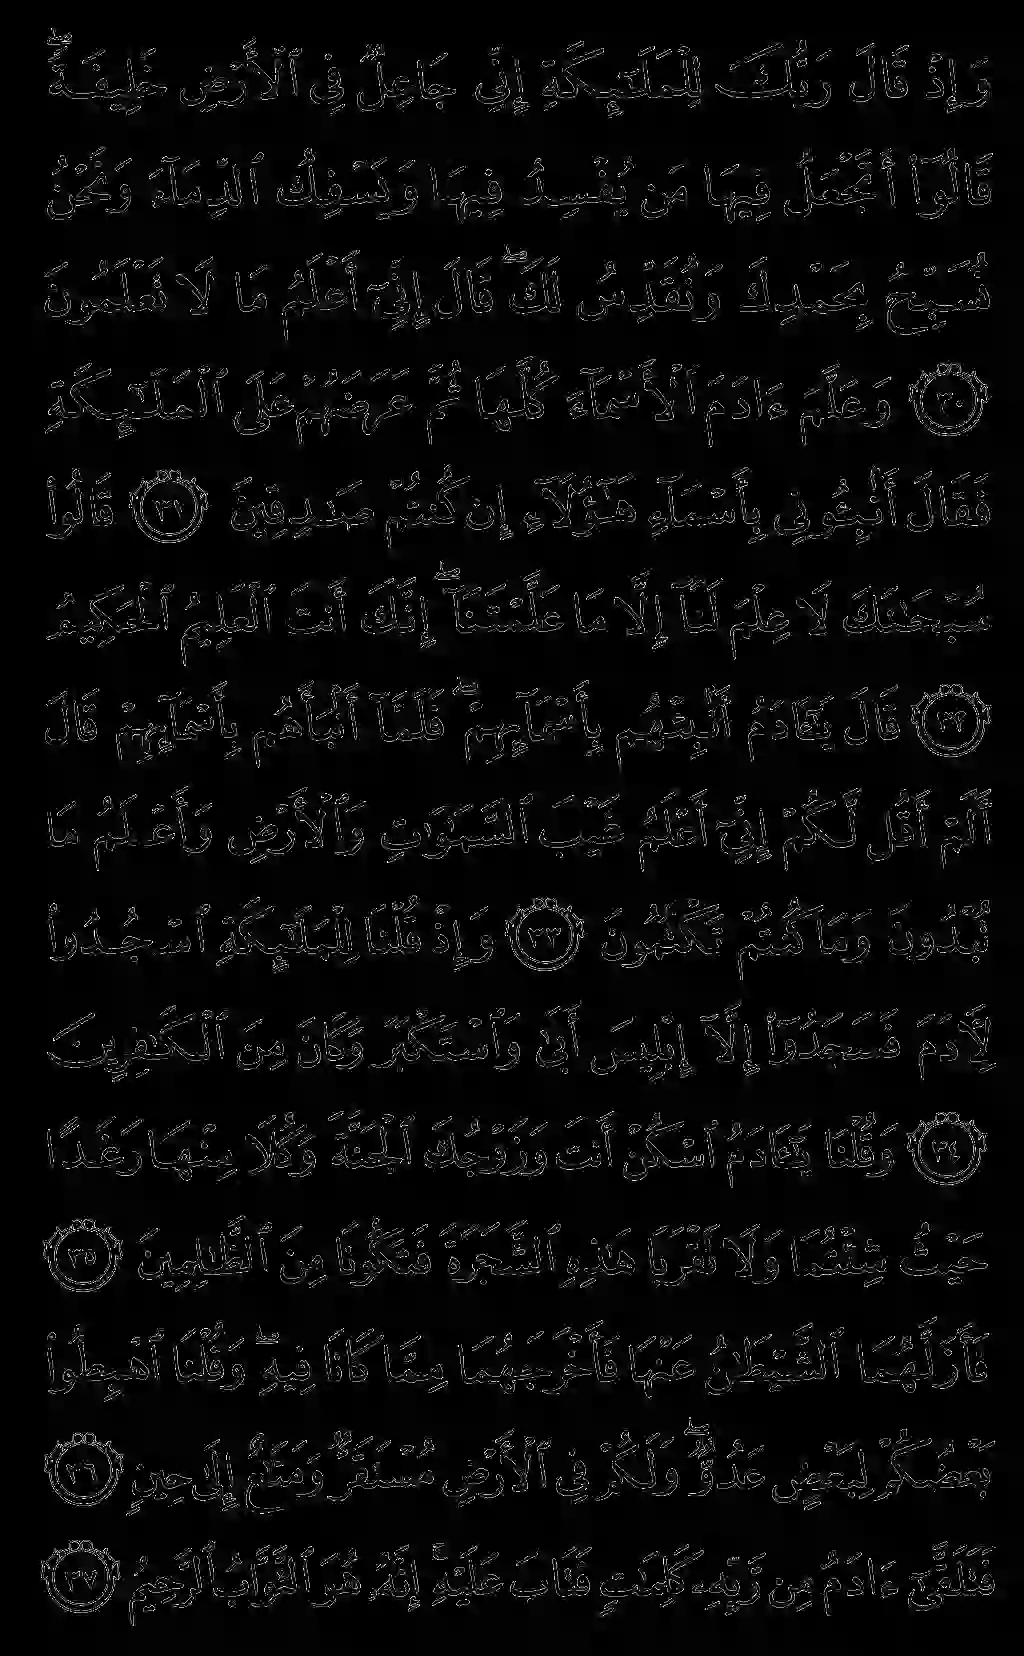 وَإِذْ قَالَ رَبُّكَ لِلْمَلَـٰٓئِكَةِ إِنِّى جَاعِلٌ فِى ٱلْأَرْضِ خَلِيفَةً ۖ
قَالُوٓا۟ أَتَجْعَلُ فِيهَا مَن يُفْسِدُ فِيهَا وَيَسْفِكُ ٱلدِّمَآءَ وَنَحْنُ
نُسَبِّحُ بِحَمْدِكَ وَنُقَدِّسُ لَكَ ۖ قَالَ إِنِّىٓ أَعْلَمُ مَا لَا تَعْلَمُونَ
٣٠ وَعَلَّمَ ءَادَمَ ٱلْأَسْمَآءَ كُلَّهَا ثُمَّ عَرَضَهُمْ عَلَى ٱلْمَلَـٰٓئِكَةِ
فَقَالَ أَنۢبِـُٔونِى بِأَسْمَآءِ هَـٰٓؤُلَآءِ إِن كُنتُمْ صَـٰدِقِينَ ٣١ قَالُوا۟
سُبْحَـٰنَكَ لَا عِلْمَ لَنَآ إِلَّا مَا عَلَّمْتَنَآ ۖ إِنَّكَ أَنتَ ٱلْعَلِيمُ ٱلْحَكِيمُ
٣٢ قَالَ يَـٰٓـَٔادَمُ أَنۢبِئْهُم بِأَسْمَآئِهِمْ ۖ فَلَمَّآ أَنۢبَأَهُم بِأَسْمَآئِهِمْ قَالَ
أَلَمْ أَقُل لَّكُمْ إِنِّىٓ أَعْلَمُ غَيْبَ ٱلسَّمَـٰوَٰتِ وَٱلْأَرْضِ وَأَعْلَمُ مَا
تُبْدُونَ وَمَا كُنتُمْ تَكْتُمُونَ ٣٣ وَإِذْ قُلْنَا لِلْمَلَـٰٓئِكَةِ ٱسْجُدُوا۟
لِـَٔادَمَ فَسَجَدُوٓا۟ إِلَّآ إِبْلِيسَ أَبَىٰ وَٱسْتَكْبَرَ وَكَانَ مِنَ ٱلْكَـٰفِرِينَ
٣٤ وَقُلْنَا يَـٰٓـَٔادَمُ ٱسْكُنْ أَنتَ وَزَوْجُكَ ٱلْجَنَّةَ وَكُلَا مِنْهَا رَغَدًا
حَيْثُ شِئْتُمَا وَلَا تَقْرَبَا هَـٰذِهِ ٱلشَّجَرَةَ فَتَكُونَا مِنَ ٱلظَّـٰلِمِينَ ٣٥
فَأَزَلَّهُمَا ٱلشَّيْطَـٰنُ عَنْهَا فَأَخْرَجَهُمَا مِمَّا كَانَا فِيهِ ۖ وَقُلْنَا ٱهْبِطُوا۟
بَعْضُكُمْ لِبَعْضٍ عَدُوٌّ ۖ وَلَكُمْ فِى ٱلْأَرْضِ مُسْتَقَرٌّ وَمَتَـٰعٌ إِلَىٰ حِينٍ ٣٦
فَتَلَقَّىٰٓ ءَادَمُ مِن رَّبِّهِۦ كَلِمَـٰتٍ فَتَابَ عَلَيْهِ ۚ إِنَّهُۥ هُوَ ٱلتَّوَّابُ ٱلرَّحِيمُ ٣٧